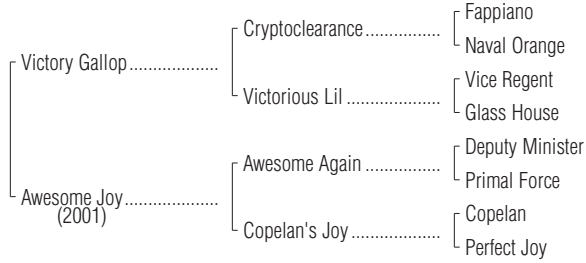 Fappiano
Cryptoclearance
Naval Orange
Victory Gallop
Vice Regent
Victorious Lil
Glass House
Deputy Minister
Awesome Again
Primal Force
Awesome Joy
(2001)
Copelan
Copelan's Joy
Perfect Joy